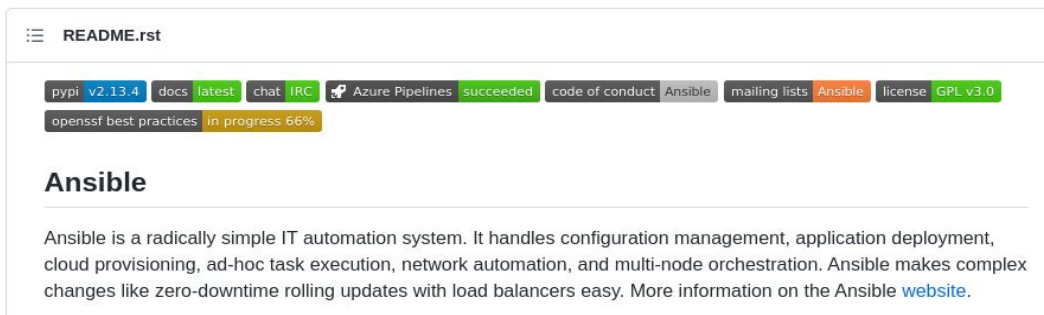 README.rst
pypi v2.13.4 docs latest chat IRC Azure Pipelines succeeded code of conduct Ansible mailing lists Ansible license GPL v3.0
openssf best practices in progress 66%
Ansible
Ansible is a radically simple IT automation system. It handles configuration management, application deployment,
cloud provisioning, ad-hoc task execution, network automation, and multi-node orchestration. Ansible makes complex
changes like zero-downtime rolling updates with load balancers easy. More information on the Ansible website.